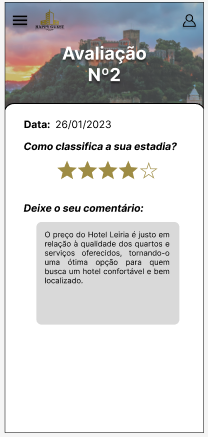 Avaliação
Nº2
Data: 26/01/2023
Como classifica a sua estadia?
Deixe o seu comentário:
O preço do Hotel Leiria é justo em
relação à qualidade dos quartos e
serviços oferecidos, tornando-o
uma ótima opção para quem
busca um hotel confortável e bem
localizado.